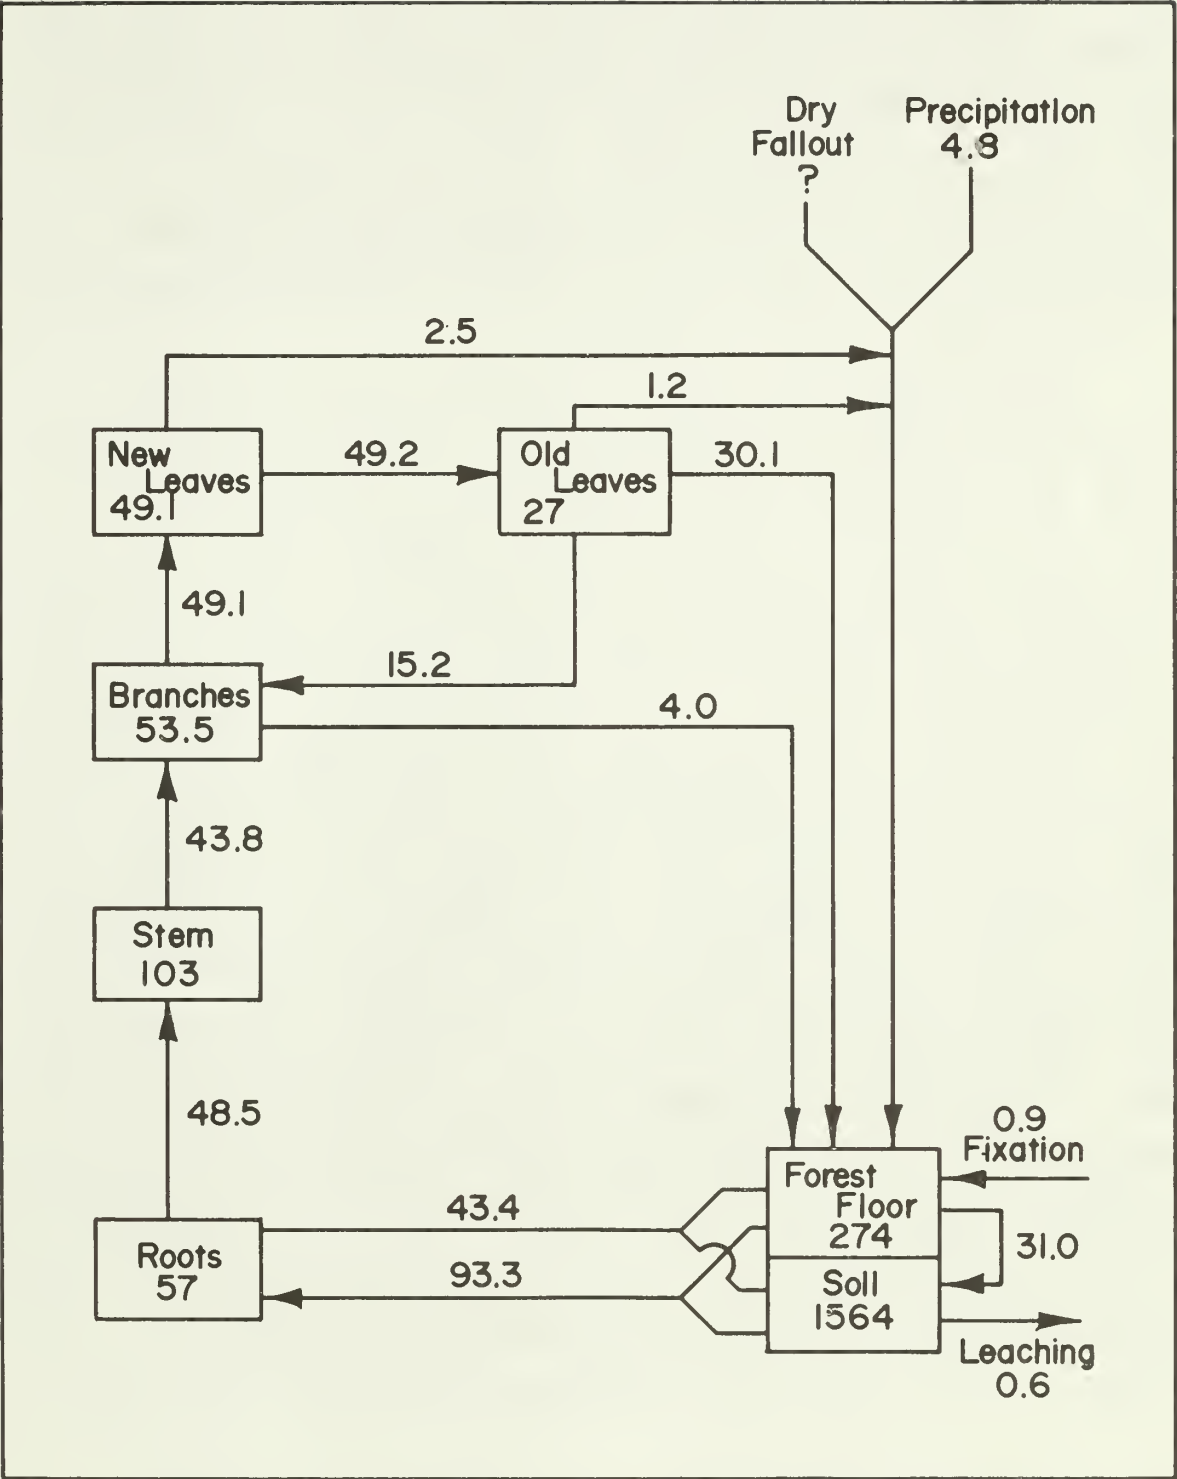 Dry
Fallout
?
Precipitation
4.8
2.5
1.2
New
Leaves
49.1
49.2
Old
Leaves
27
30.1
49.1
15.2
Branches
53.5
4.0
43.8
Stem
103
48.5
0.9
Fixation
Forest
Floor
274
31.0
43.4
Roots
57
93.3
Soil
1564
Leaching
0.6